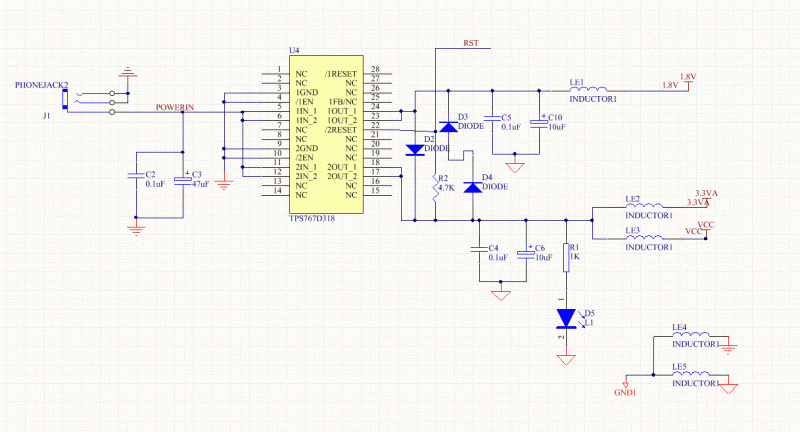 RST
U4
PHONEJACK2
J1
POWERIN
1 NC /1RESET 28
2 NC NC 27
3 1GND NC 26
4 /1EN 1FB/NC 25
5 1IN_1 1OUT_1 24
6 1IN_2 1OUT_2 23
7 NC /2RESET 22
8 NC NC 21
9 2GND NC 20
10 /2EN NC 19
11 2IN_1 2OUT_1 18
12 2IN_2 2OUT_2 17
13 NC NC 16
14 NC NC 15
TPS767D318
C2
0.1uF
+ C3
47uF
D2
DIODE
D3
DIODE
R2
4.7K
D4
DIODE
C5
0.1uF
+ C10
10uF
LE1
INDUCTOR1
1.8V
1.8V
C4
0.1uF
+ C6
10uF
R1
1K
1
D5
L1
2
LE2
INDUCTOR1
3.3VA
3.3VA
LE3
INDUCTOR1
VCC
VCC
LE4
INDUCTOR1
LE5
INDUCTOR1
GND1